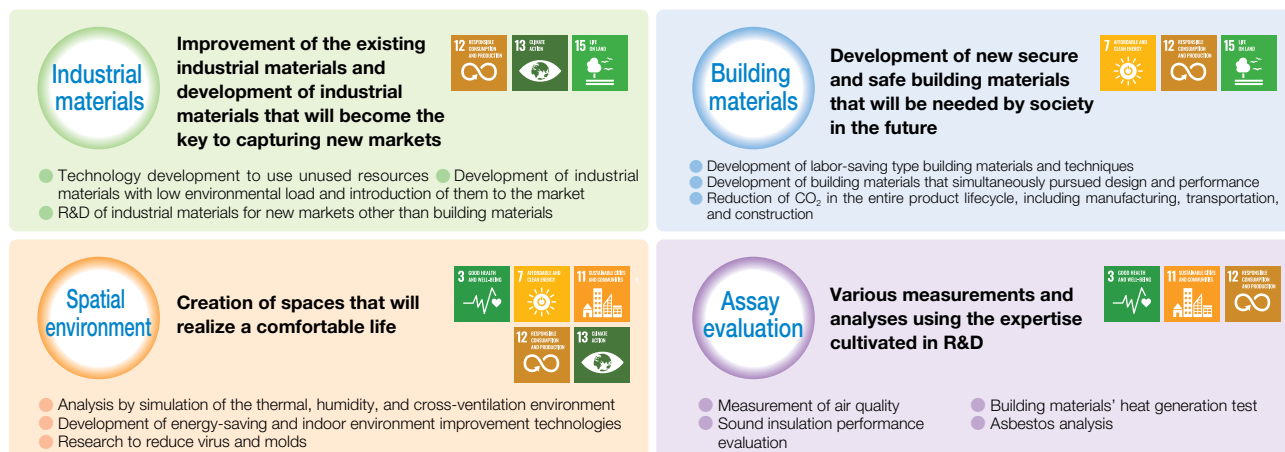 Industrial
materials
Improvement of the existing
industrial materials and
development of industrial
materials that will become the
key to capturing new markets
12 RESPONSIBLE
CONSUMPTION
AND PRODUCTION
13 CLIMATE
ACTION
15 LIFE
ON LAND
Technology development to use unused resources Development of industrial
materials with low environmental load and introduction of them to the market
R&D of industrial materials for new markets other than building materials
Building
materials
Development of new secure
and safe building materials
that will be needed by society
in the future
7 AFFORDABLE AND
CLEAN ENERGY
12 RESPONSIBLE
CONSUMPTION
AND PRODUCTION
15 LIFE
ON LAND
Development of labor-saving type building materials and techniques
Development of building materials that simultaneously pursued design and performance
Reduction of CO₂ in the entire product lifecycle, including manufacturing, transportation,
and construction
Spatial
environment
Creation of spaces that will
realize a comfortable life
3 GOOD HEALTH
AND WELL-BEING
7 AFFORDABLE AND
CLEAN ENERGY
11 SUSTAINABLE CITIES
AND COMMUNITIES
12 RESPONSIBLE
CONSUMPTION
AND PRODUCTION
13 CLIMATE
ACTION
Analysis by simulation of the thermal, humidity, and cross-ventilation environment
Development of energy-saving and indoor environment improvement technologies
Research to reduce virus and molds
Assay
evaluation
Various measurements and
analyses using the expertise
cultivated in R&D
3 GOOD HEALTH
AND WELL-BEING
11 SUSTAINABLE CITIES
AND COMMUNITIES
12 RESPONSIBLE
CONSUMPTION
AND PRODUCTION
Measurement of air quality
Sound insulation performance
evaluation
Building materials' heat generation test
Asbestos analysis